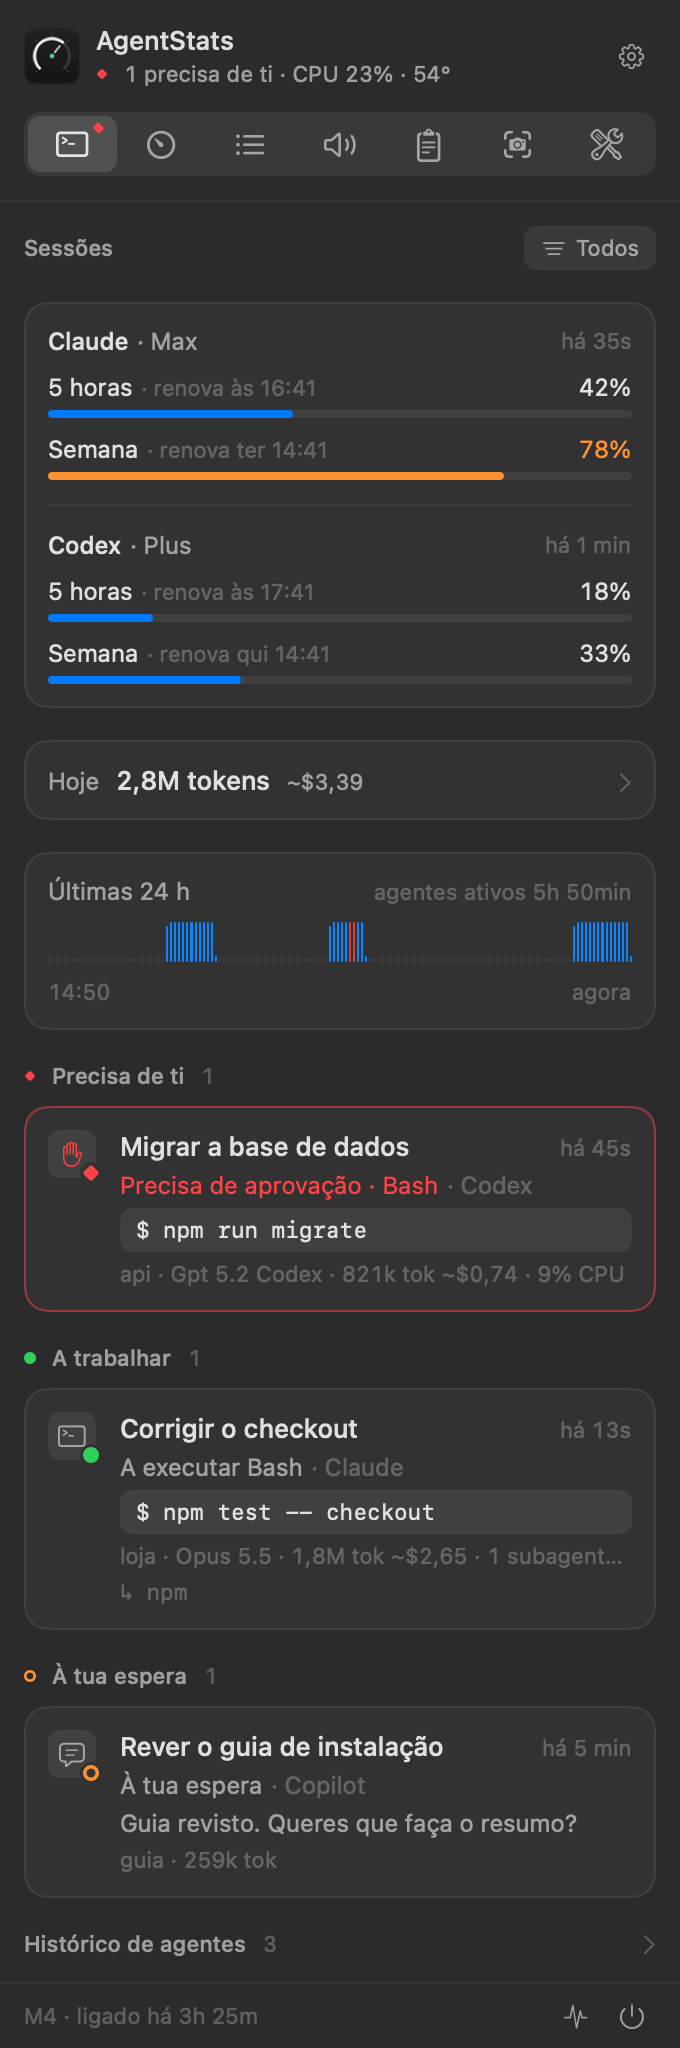 AgentStats
1 precisa de ti · CPU 23% · 54°
Sessões
Todos
Claude · Max há 35s
5 horas · renova às 16:41 42%
Semana · renova ter 14:41 78%
Codex · Plus há 1 min
5 horas · renova às 17:41 18%
Semana · renova qui 14:41 33%
Hoje 2,8M tokens ~$3,39
Últimas 24 h agentes ativos 5h 50min
14:50 agora
Precisa de ti 1
Migrar a base de dados há 45s
Precisa de aprovação · Bash · Codex
$ npm run migrate
api · Gpt 5.2 Codex · 821k tok ~$0,74 · 9% CPU
A trabalhar 1
Corrigir o checkout há 13s
A executar Bash · Claude
$ npm test -- checkout
loja · Opus 5.5 · 1,8M tok ~$2,65 · 1 subagent...
↳ npm
À tua espera 1
Rever o guia de instalação há 5 min
À tua espera · Copilot
Guia revisto. Queres que faça o resumo?
guia · 259k tok
Histórico de agentes 3
M4 · ligado há 3h 25m